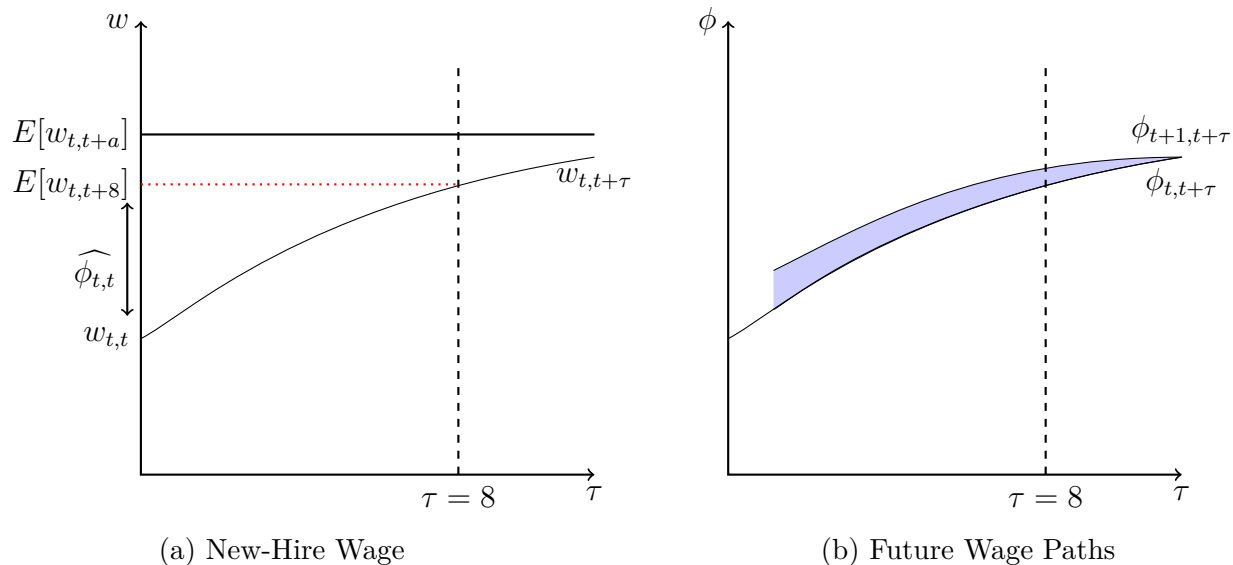 w
E[w_{t,t+a}]
E[w_{t,t+8}]
w_{t,t+τ}
\widehat{ϕ_{t,t}}
w_{t,t}
τ = 8
τ
(a) New-Hire Wage
ϕ
ϕ_{t+1,t+τ}
ϕ_{t,t+τ}
τ = 8
τ
(b) Future Wage Paths